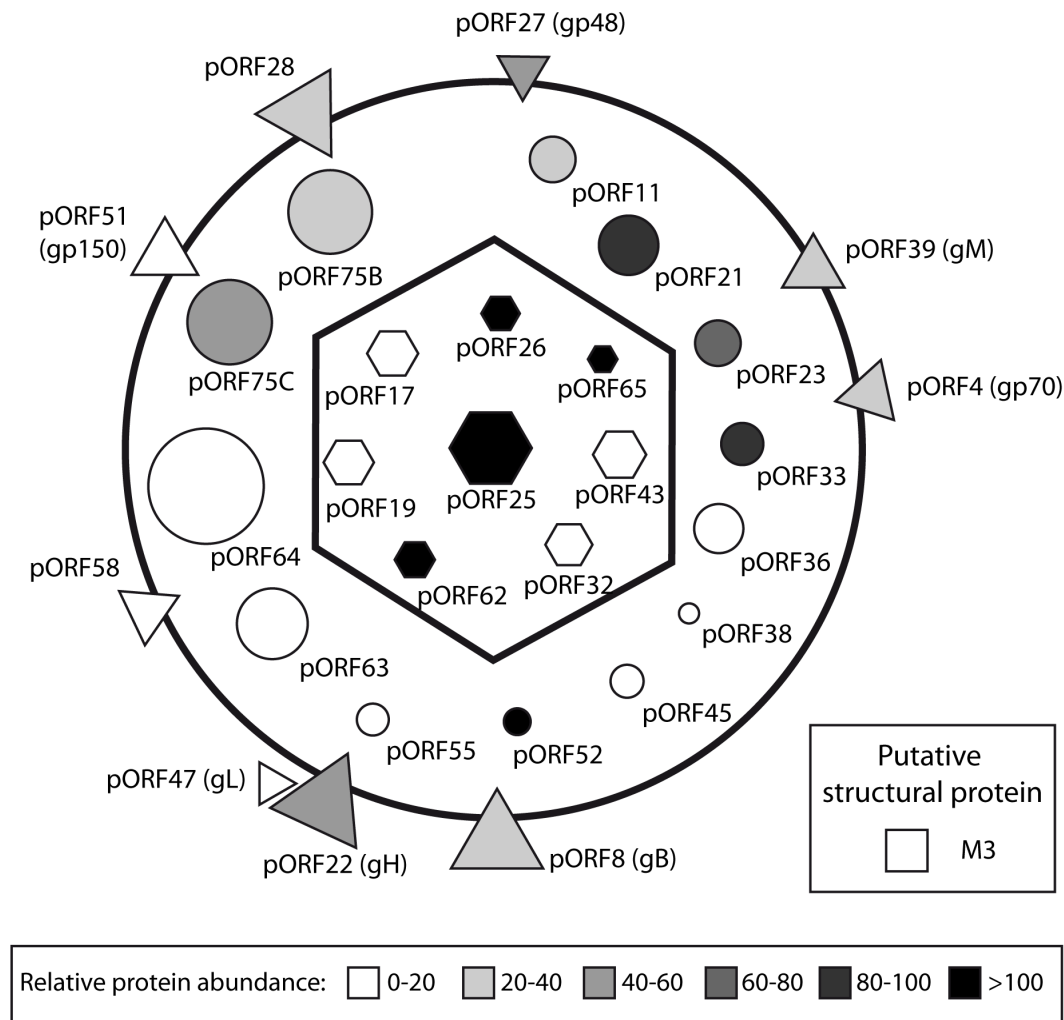 pORF27 (gp48)
pORF28
pORF11
pORF51
(gp150)
pORF39 (gM)
pORF75B
pORF21
pORF26
pORF65
pORF23
pORF75C
pORF17
pORF4 (gp70)
pORF33
pORF25
pORF43
pORF19
pORF64
pORF36
pORF58
pORF62
pORF32
pORF38
pORF63
pORF45
pORF55
pORF52
pORF47 (gL)
pORF22 (gH)
pORF8 (gB)
Putative
structural protein
M3
Relative protein abundance: 0-20 20-40 40-60 60-80 80-100 >100